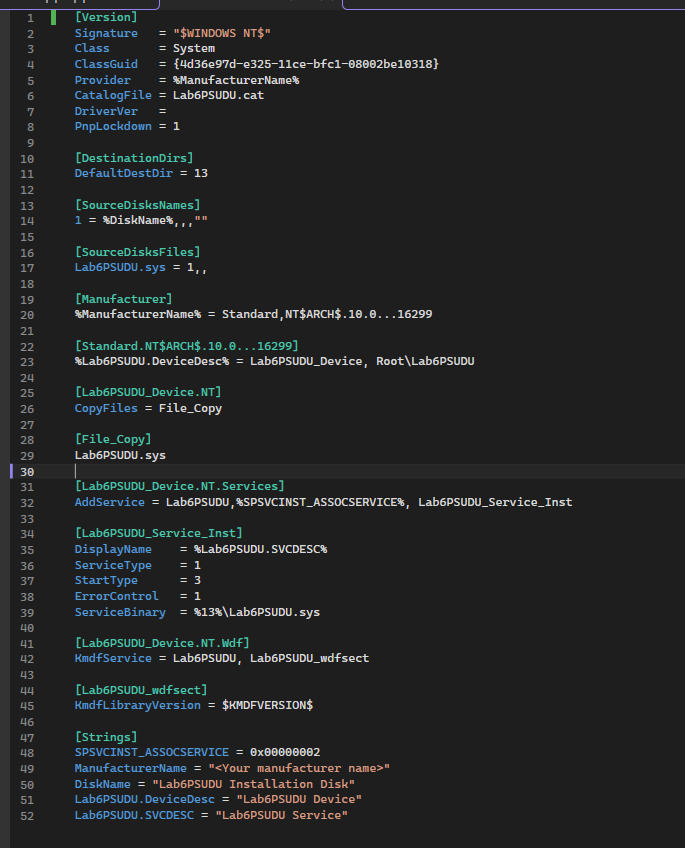 1 [Version]
2 Signature   = "$WINDOWS NT$"
3 Class       = System
4 ClassGuid   = {4d36e97d-e325-11ce-bfc1-08002be10318}
5 Provider    = %ManufacturerName%
6 CatalogFile = Lab6PSUDU.cat
7 DriverVer   =
8 PnpLockdown = 1
9
10 [DestinationDirs]
11 DefaultDestDir = 13
12
13 [SourceDisksNames]
14 1 = %DiskName%,,,""
15
16 [SourceDisksFiles]
17 Lab6PSUDU.sys = 1,,
18
19 [Manufacturer]
20 %ManufacturerName% = Standard,NT$ARCH$.10.0...16299
21
22 [Standard.NT$ARCH$.10.0...16299]
23 %Lab6PSUDU.DeviceDesc% = Lab6PSUDU_Device, Root\Lab6PSUDU
24
25 [Lab6PSUDU_Device.NT]
26 CopyFiles = File_Copy
27
28 [File_Copy]
29 Lab6PSUDU.sys
30
31 [Lab6PSUDU_Device.NT.Services]
32 AddService = Lab6PSUDU,%SPSVCINST_ASSOCSERVICE%, Lab6PSUDU_Service_Inst
33
34 [Lab6PSUDU_Service_Inst]
35 DisplayName    = %Lab6PSUDU.SVCDESC%
36 ServiceType    = 1
37 StartType      = 3
38 ErrorControl   = 1
39 ServiceBinary  = %13%\Lab6PSUDU.sys
40
41 [Lab6PSUDU_Device.NT.Wdf]
42 KmdfService = Lab6PSUDU, Lab6PSUDU_wdfsect
43
44 [Lab6PSUDU_wdfsect]
45 KmdfLibraryVersion = $KMDFVERSION$
46
47 [Strings]
48 SPSVCINST_ASSOCSERVICE = 0x00000002
49 ManufacturerName = "<Your manufacturer name>"
50 DiskName = "Lab6PSUDU Installation Disk"
51 Lab6PSUDU.DeviceDesc = "Lab6PSUDU Device"
52 Lab6PSUDU.SVCDESC = "Lab6PSUDU Service"